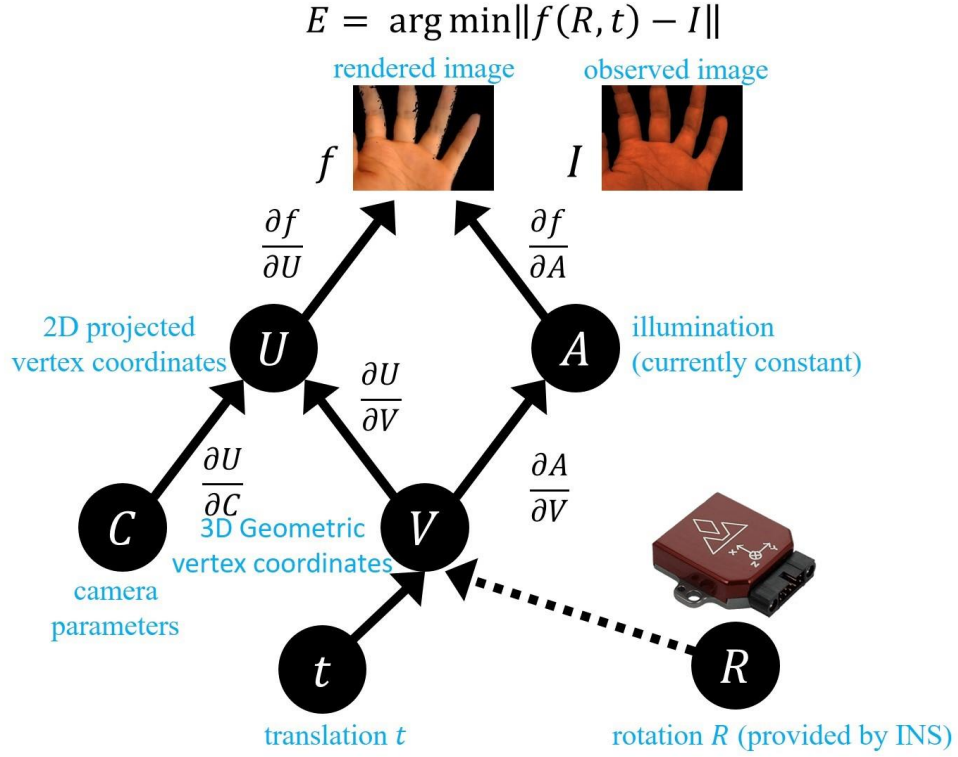 E = arg min‖f(R, t) − I‖
rendered image
observed image
f
I
∂f
∂U
∂f
∂A
2D projected
vertex coordinates
U
A
illumination
(currently constant)
∂U
∂V
∂U
∂C
∂A
∂V
C
3D Geometric
vertex coordinates
V
camera
parameters
X
Y
Z
t
R
translation t
rotation R (provided by INS)